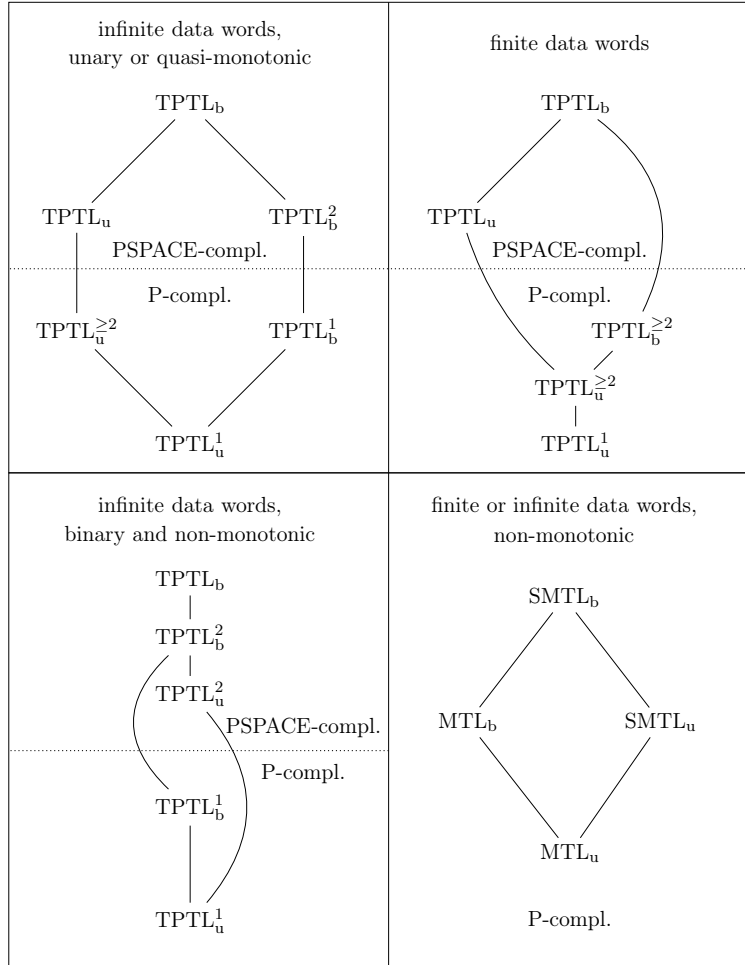 infinite data words,
unary or quasi-monotonic
TPTL_b
TPTL_u
TPTL_b^2
PSPACE-compl.
P-compl.
TPTL_u^≥2
TPTL_b^1
TPTL_u^1
finite data words
TPTL_b
TPTL_u
PSPACE-compl.
P-compl.
TPTL_b^≥2
TPTL_u^≥2
TPTL_u^1
infinite data words,
binary and non-monotonic
TPTL_b
TPTL_b^2
TPTL_u^2
PSPACE-compl.
P-compl.
TPTL_b^1
TPTL_u^1
finite or infinite data words,
non-monotonic
SMTL_b
MTL_b
SMTL_u
MTL_u
P-compl.